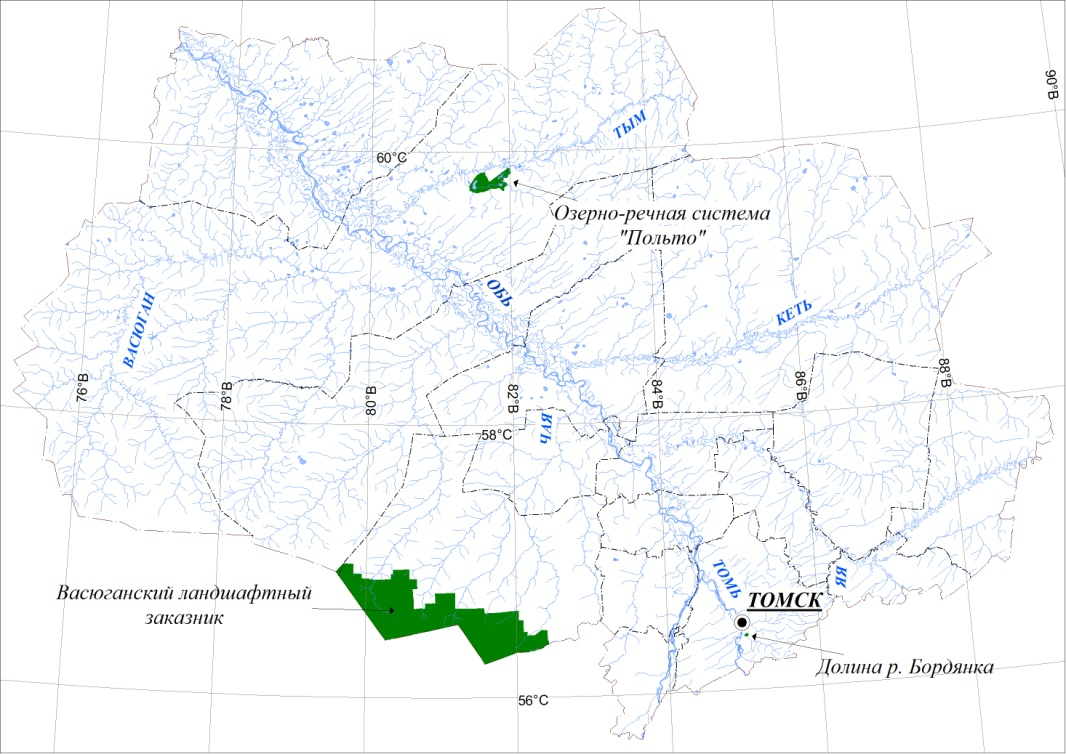 90°В
ТЫМ
60°С
Озерно-речная система
"Польто"
ОБЬ
КЕТЬ
ВАСЮГАН
76°В
78°В
80°В
82°В
84°В
86°В
88°В
ЧАЯ
58°С
ТОМЬ
ЯЯ
ТОМСК
Васюганский ландшафтный
заказник
Долина р. Бордянка
56°С